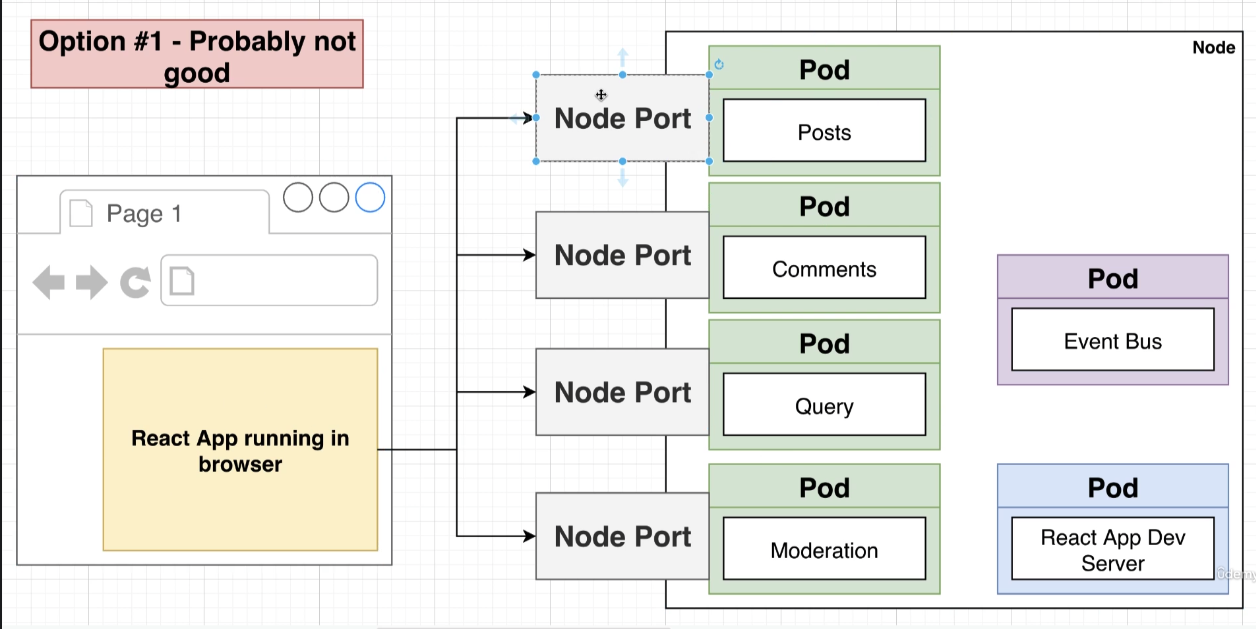 Option #1 - Probably not
good
Page 1
React App running in
browser
Node
Node Port
Pod
Posts
Node Port
Pod
Comments
Node Port
Pod
Query
Node Port
Pod
Moderation
Pod
Event Bus
Pod
React App Dev
Server
ûdemy